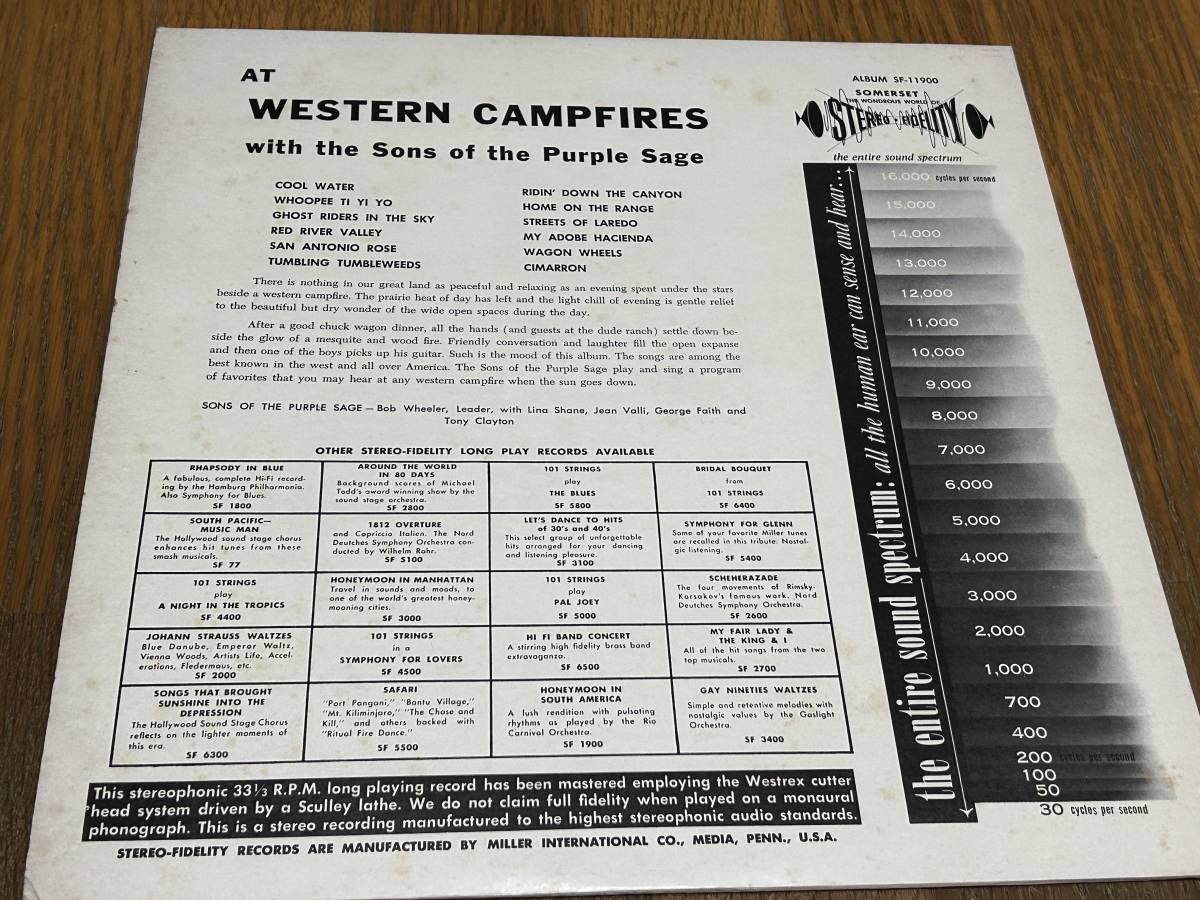 AT
WESTERN CAMPFIRES
with the Sons of the Purple Sage
COOL WATER
WHOOPEE TI YI YO
GHOST RIDERS IN THE SKY
RED RIVER VALLEY
SAN ANTONIO ROSE
TUMBLING TUMBLEWEEDS
RIDIN' DOWN THE CANYON
HOME ON THE RANGE
STREETS OF LAREDO
MY ADOBE HACIENDA
WAGON WHEELS
CIMARRON
There is nothing in our great land as peaceful and relaxing as an evening spent under the stars
beside a western campfire. The prairie heat of day has left and the light chill of evening is gentle relief
to the beautiful but dry wonder of the wide open spaces during the day.
After a good chuck wagon dinner, all the hands (and guests at the dude ranch) settle down be-
side the glow of a mesquite and wood fire. Friendly conversation and laughter fill the open expanse
and then one of the boys picks up his guitar. Such is the mood of this album. The songs are among the
best known in the west and all over America. The Sons of the Purple Sage play and sing a program
of favorites that you may hear at any western campfire when the sun goes down.
SONS OF THE PURPLE SAGE — Bob Wheeler, Leader, with Lina Shane, Jean Valli, George Faith and
Tony Clayton
OTHER STEREO-FIDELITY LONG PLAY RECORDS AVAILABLE
RHAPSODY IN BLUE
A fabulous, complete Hi-Fi record-
ing by the Hamburg Philharmonia.
Also Symphony for Blues.
SF 1800
AROUND THE WORLD
IN 80 DAYS
Background scores of Michael
Todd's award winning show by the
sound stage orchestra.
SF 2800
101 STRINGS
play
THE BLUES
SF 5800
BRIDAL BOUQUET
from
101 STRINGS
SF 6400
SOUTH PACIFIC—
MUSIC MAN
The Hollywood sound stage chorus
enhances hit tunes from these
smash musicals.
SF 77
1812 OVERTURE
and Capriccio Italien. The Nord
Deutches Symphony Orchestra con-
ducted by Wilhelm Rohr.
SF 5100
LET'S DANCE TO HITS
of 30's and 40's
This select group of unforgettable
hits arranged for your dancing
and listening pleasure.
SF 3100
SYMPHONY FOR GLENN
Some of your favorite Miller tunes
are recalled in this tribute. Nostal-
gic listening.
SF 5400
101 STRINGS
play
A NIGHT IN THE TROPICS
SF 4400
HONEYMOON IN MANHATTAN
Travel in sounds and moods, to
one of the world's greatest honey-
mooning cities.
SF 3000
101 STRINGS
play
PAL JOEY
SF 5000
SCHEHERAZADE
The four movements of Rimsky-
Korsakov's famous work. Nord
Deutches Symphony Orchestra.
SF 2600
JOHANN STRAUSS WALTZES
Blue Danube, Emperor Waltz,
Vienna Woods, Artists Life, Accel-
erations, Fledermaus, etc.
SF 2000
101 STRINGS
in a
SYMPHONY FOR LOVERS
SF 4500
HI FI BAND CONCERT
A stirring high fidelity brass band
extravaganza.
SF 6500
MY FAIR LADY &
THE KING & I
All of the hit songs from the two
top musicals.
SF 2700
SONGS THAT BROUGHT
SUNSHINE INTO THE
DEPRESSION
The Hollywood Sound Stage Chorus
reflects on the lighter moments of
this era.
SF 6300
SAFARI
"Port Pangani," "Bantu Village,"
"Mt. Kiliminjaro," "The Chase and
Kill," and others backed with
"Ritual Fire Dance."
SF 5500
HONEYMOON IN
SOUTH AMERICA
A lush rendition with pulsating
rhythms as played by the Rio
Carnival Orchestra.
SF 1900
GAY NINETIES WALTZES
Simple and retentive melodies with
nostalgic values by the Gaslight
Orchestra.
SF 3400
This stereophonic 33⅓ R.P.M. long playing record has been mastered employing the Westrex cutter
head system driven by a Sculley lathe. We do not claim full fidelity when played on a monaural
phonograph. This is a stereo recording manufactured to the highest stereophonic audio standards.
STEREO-FIDELITY RECORDS ARE MANUFACTURED BY MILLER INTERNATIONAL CO., MEDIA, PENN., U.S.A.
ALBUM SF-11900
SOMERSET
THE WONDROUS WORLD OF
STEREO - FIDELITY
the entire sound spectrum
the entire sound spectrum: all the human ear can sense and hear...
16,000 cycles per second
15,000
14,000
13,000
12,000
11,000
10,000
9,000
8,000
7,000
6,000
5,000
4,000
3,000
2,000
1,000
700
400
200 cycles per second
100
50
30 cycles per second